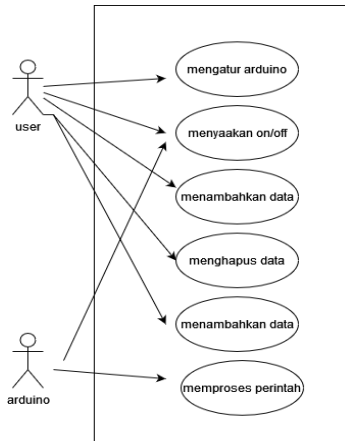 mengatur arduino
user
menyaakan on/off
menambahkan data
menghapus data
menambahkan data
arduino
memproses perintah